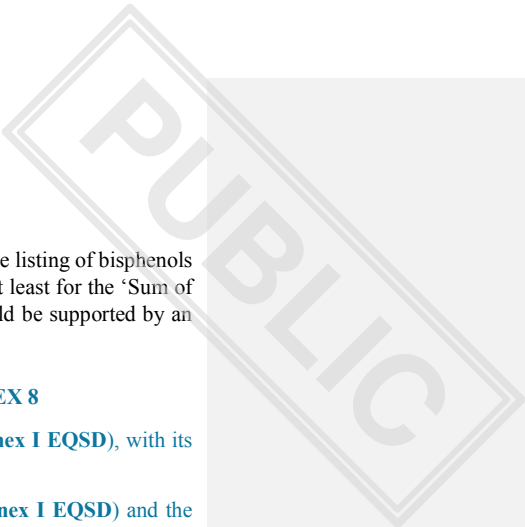 PUBLIC
e listing of bisphenols
t least for the ‘Sum of
ld be supported by an
EX 8
nex I EQSD), with its
nex I EQSD) and the